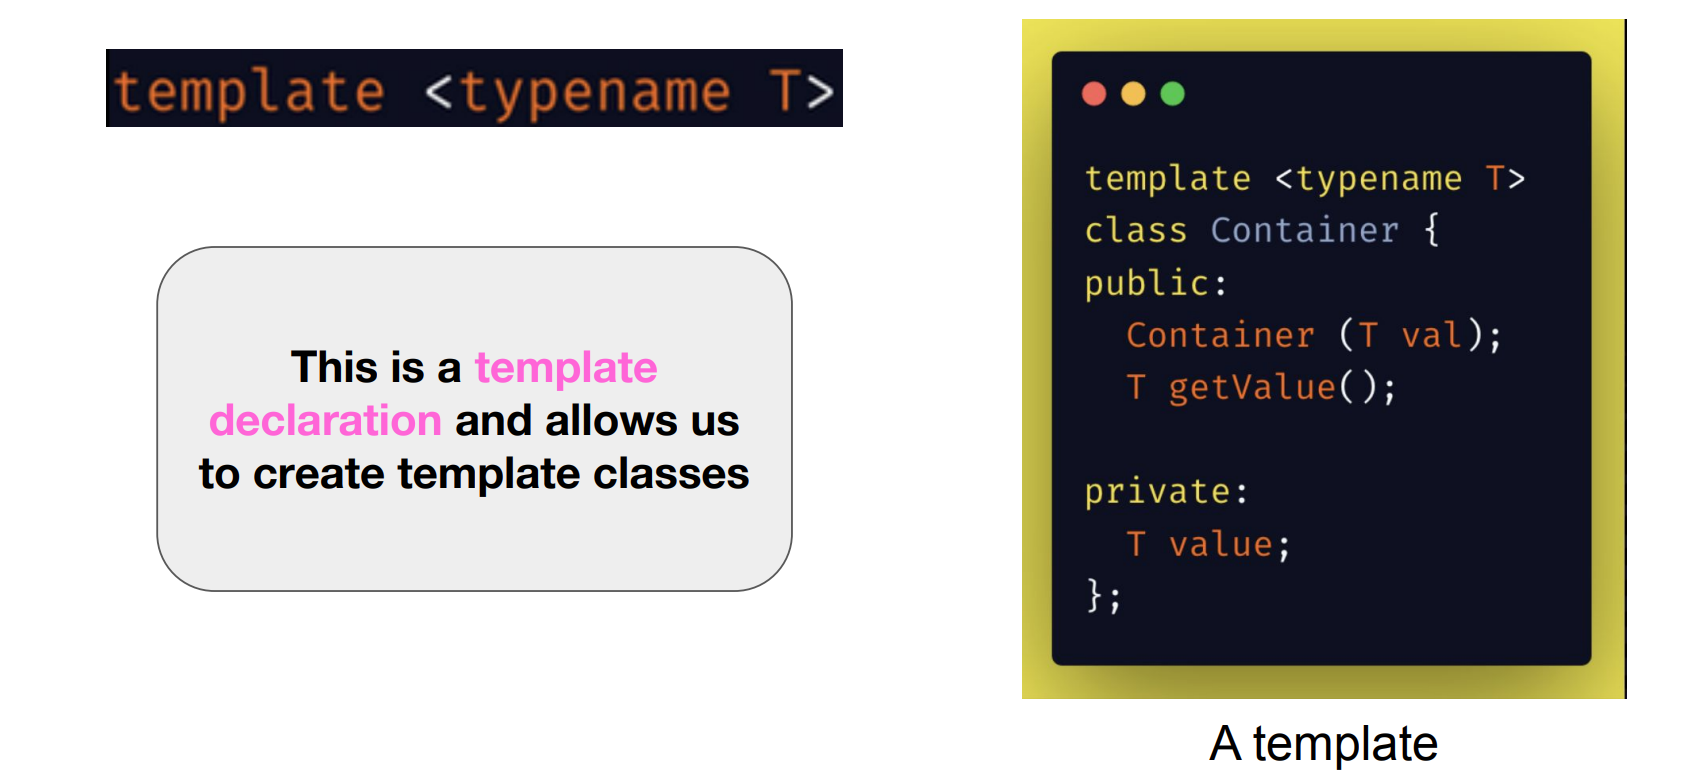 template <typename T>
This is a template
declaration and allows us
to create template classes
template <typename T>
class Container {
public:
  Container (T val);
  T getValue();
private:
  T value;
};
A template